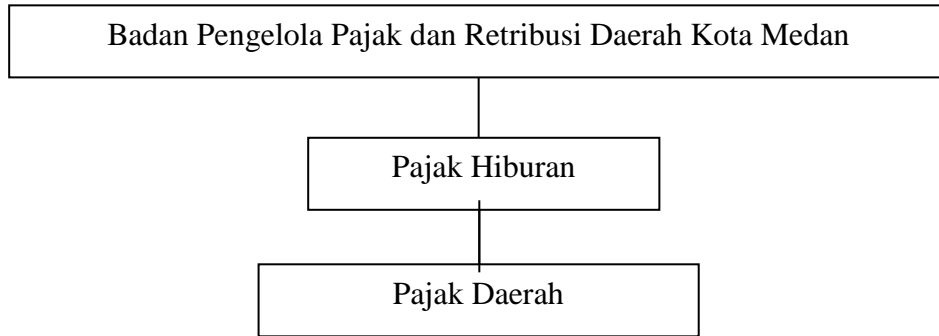 Badan Pengelola Pajak dan Retribusi Daerah Kota Medan
Pajak Hiburan
Pajak Daerah